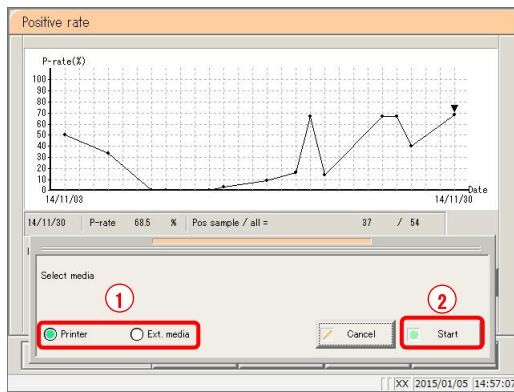 Positive rate
P-rate(%)
100
90
80
70
60
50
40
30
20
10
0
Date
14/11/03 14/11/30
14/11/30 P-rate 68.5 % Pos sample / all = 37 / 54
Select media
1 2
Printer Ext. media Cancel Start
XX 2015/01/05 14:57:07